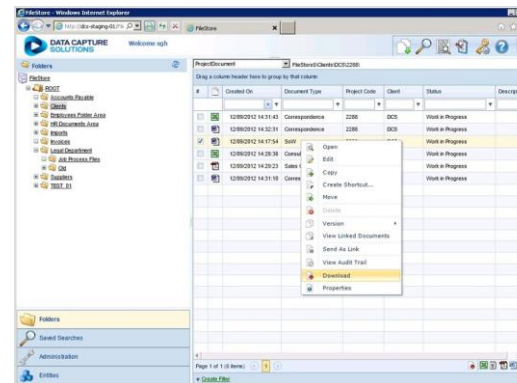 FileStore - Windows Internet Explorer
FileStore
DATA CAPTURE
SOLUTIONS
Welcome sgh
Folders
FileStore
ROOT
Accounts Payable
Clients
Employees Folder Area
HR Documents Area
Imports
Invoices
Legal Department
Job Process Files
Old
Suppliers
TEST_01
Folders
Saved Searches
Administration
Entities
ProjectDocument
Drag a column header here to group by that column
# Created On Document Type Project Code Client Status
12/09/2012 14:31:43 Correspondence 2288 DCS Work in Progress
12/09/2012 14:32:31 Correspondence 2288 DCS Work in Progress
12/09/2012 14:17:54 SoW Work in Progress
12/09/2012 14:28:36 Work in Progress
12/09/2012 14:29:23 Sales Work in Progress
12/09/2012 14:31:10 Work in Progress
Open
Edit
Copy
Create Shortcut...
Move
Delete
Version
View Linked Documents
Send As Link
View Audit Trail
Download
Properties
Page 1 of 1 (6 items) 1
Create Filter